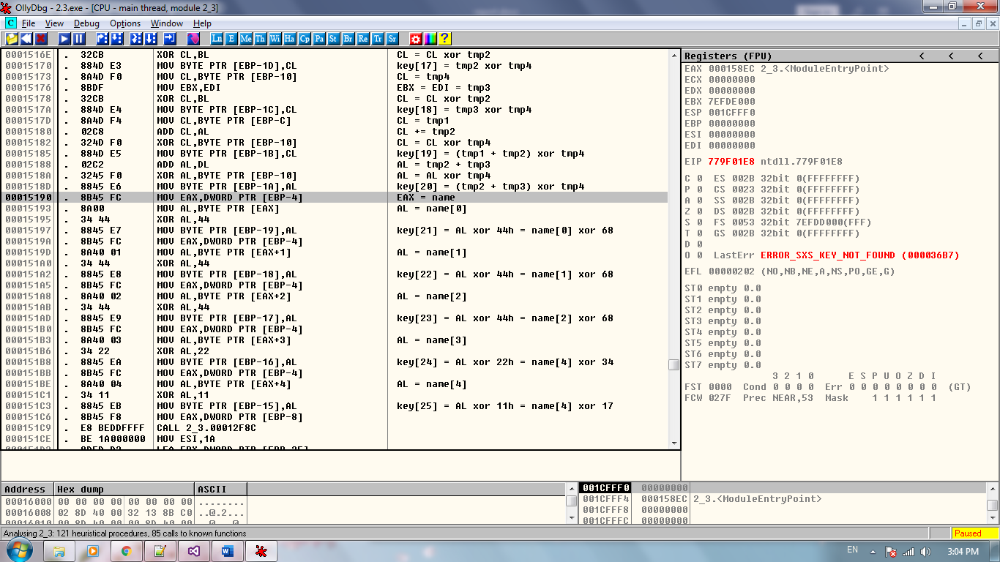 OllyDbg - 2.3.exe - [CPU - main thread, module 2_3]
C File View Debug Options Window Help
Ln E Me Th Wi Ha Cp Pa St Br Re Tr Sr ?
0001516E . 32CB XOR CL,BL CL = CL xor tmp2
00015170 . 884D E3 MOV BYTE PTR [EBP-1D],CL key[17] = tmp2 xor tmp4
00015173 . 8A4D F0 MOV CL,BYTE PTR [EBP-10] CL = tmp4
00015176 . 8BDF MOV EBX,EDI EBX = EDI = tmp3
00015178 . 32CB XOR CL,BL CL = CL xor tmp2
0001517A . 884D E4 MOV BYTE PTR [EBP-1C],CL key[18] = tmp3 xor tmp4
0001517D . 8A4D F4 MOV CL,BYTE PTR [EBP-C] CL = tmp1
00015180 . 02C8 ADD CL,AL CL += tmp2
00015182 . 324D F0 XOR CL,BYTE PTR [EBP-10] CL = CL xor tmp4
00015185 . 884D E5 MOV BYTE PTR [EBP-1B],CL key[19] = (tmp1 + tmp2) xor tmp4
00015188 . 02C2 ADD AL,DL AL = tmp2 + tmp3
0001518A . 3245 F0 XOR AL,BYTE PTR [EBP-10] AL = AL xor tmp4
0001518D . 8845 E6 MOV BYTE PTR [EBP-1A],AL key[20] = (tmp2 + tmp3) xor tmp4
00015190 . 8B45 FC MOV EAX,DWORD PTR [EBP-4] EAX = name
00015193 . 8A00 MOV AL,BYTE PTR [EAX] AL = name[0]
00015195 . 34 44 XOR AL,44
00015197 . 8845 E7 MOV BYTE PTR [EBP-19],AL key[21] = AL xor 44h = name[0] xor 68
0001519A . 8B45 FC MOV EAX,DWORD PTR [EBP-4]
0001519D . 8A40 01 MOV AL,BYTE PTR [EAX+1] AL = name[1]
000151A0 . 34 44 XOR AL,44
000151A2 . 8845 E8 MOV BYTE PTR [EBP-18],AL key[22] = AL xor 44h = name[1] xor 68
000151A5 . 8B45 FC MOV EAX,DWORD PTR [EBP-4]
000151A8 . 8A40 02 MOV AL,BYTE PTR [EAX+2] AL = name[2]
000151AB . 34 44 XOR AL,44
000151AD . 8845 E9 MOV BYTE PTR [EBP-17],AL key[23] = AL xor 44h = name[2] xor 68
000151B0 . 8B45 FC MOV EAX,DWORD PTR [EBP-4]
000151B3 . 8A40 03 MOV AL,BYTE PTR [EAX+3] AL = name[3]
000151B6 . 34 22 XOR AL,22
000151B8 . 8845 EA MOV BYTE PTR [EBP-16],AL key[24] = AL xor 22h = name[4] xor 34
000151BB . 8B45 FC MOV EAX,DWORD PTR [EBP-4]
000151BE . 8A40 04 MOV AL,BYTE PTR [EAX+4] AL = name[4]
000151C1 . 34 11 XOR AL,11
000151C3 . 8845 EB MOV BYTE PTR [EBP-15],AL key[25] = AL xor 11h = name[4] xor 17
000151C6 . 8B45 F8 MOV EAX,DWORD PTR [EBP-8]
000151C9 . E8 BEDDFFFF CALL 2_3.00012F8C
000151CE . BE 1A000000 MOV ESI,1A
Registers (FPU) < < <
EAX 000158EC 2_3.<ModuleEntryPoint>
ECX 00000000
EDX 00000000
EBX 7EFDE000
ESP 001CFFF0
EBP 00000000
ESI 00000000
EDI 00000000
EIP 779F01E8 ntdll.779F01E8
C 0 ES 002B 32bit 0(FFFFFFFF)
P 0 CS 0023 32bit 0(FFFFFFFF)
A 0 SS 002B 32bit 0(FFFFFFFF)
Z 0 DS 002B 32bit 0(FFFFFFFF)
S 0 FS 0053 32bit 7EFDD000(FFF)
T 0 GS 002B 32bit 0(FFFFFFFF)
D 0
O 0 LastErr ERROR_SXS_KEY_NOT_FOUND (000036B7)
EFL 00000202 (NO,NB,NE,A,NS,PO,GE,G)
ST0 empty 0.0
ST1 empty 0.0
ST2 empty 0.0
ST3 empty 0.0
ST4 empty 0.0
ST5 empty 0.0
ST6 empty 0.0
ST7 empty 0.0
3 2 1 0 E S P U O Z D I
FST 0000 Cond 0 0 0 0 Err 0 0 0 0 0 0 0 0 (GT)
FCW 027F Prec NEAR,53 Mask 1 1 1 1 1 1
Address Hex dump ASCII
00016000 00 00 00 00 00 00 00 00 ........
00016008 02 8D 40 00 32 13 8B C0 ..@.2...
001CFFF0 00000000
001CFFF4 000158EC 2_3.<ModuleEntryPoint>
001CFFF8 00000000
001CFFFC 00000000
Analysing 2_3: 121 heuristical procedures, 85 calls to known functions Paused
EN 3:04 PM